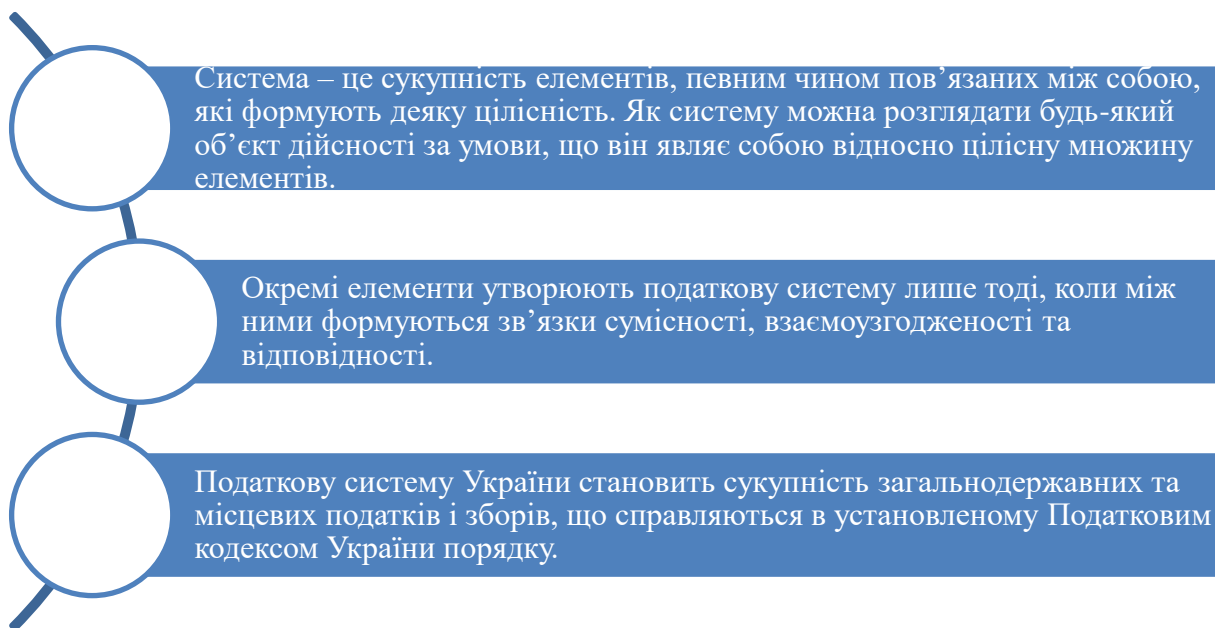 Система – це сукупність елементів, певним чином пов’язаних між собою,
які формують деяку цілісність. Як систему можна розглядати будь-який
об’єкт дійсності за умови, що він являє собою відносно цілісну множину
елементів.
Окремі елементи утворюють податкову систему лише тоді, коли між
ними формуються зв’язки сумісності, взаємоузгодженості та
відповідності.
Податкову систему України становить сукупність загальнодержавних та
місцевих податків і зборів, що справляються в установленому Податковим
кодексом України порядку.